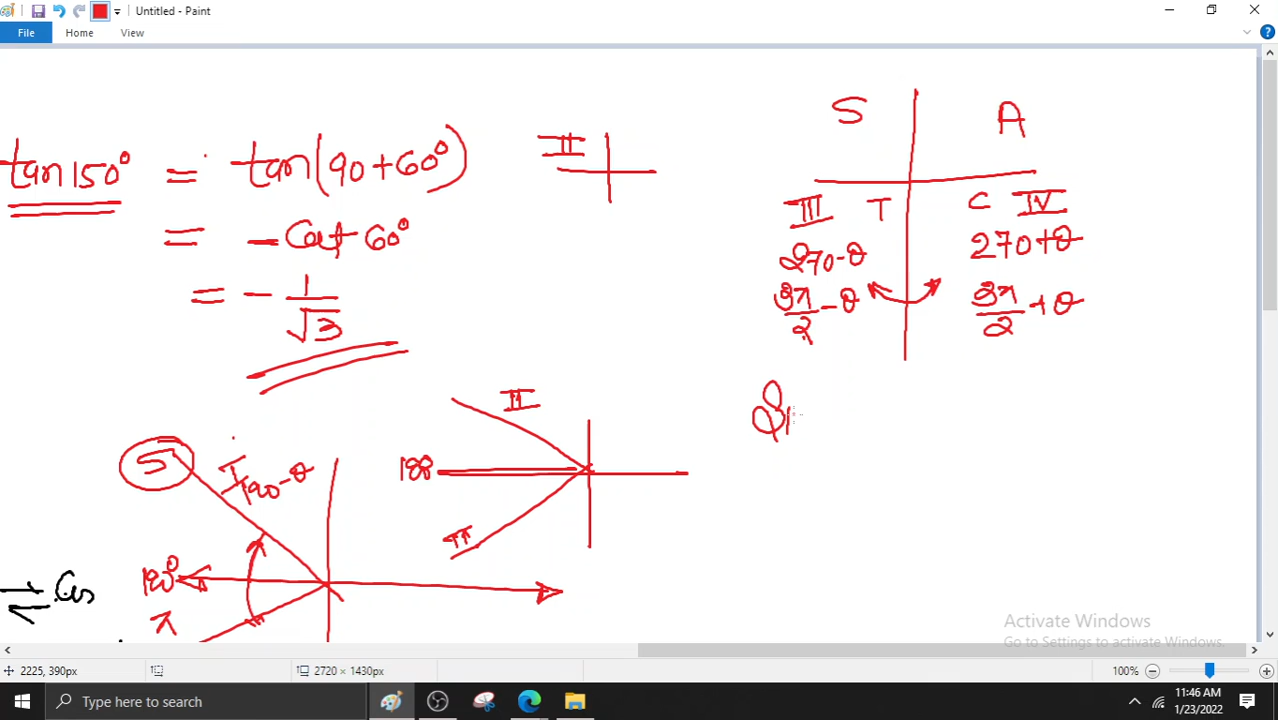 Untitled - Paint
File Home View
tan 150° = tan(90+60°)
= - Cot 60°
= - 1/√3
II
S A
III T C IV
270-θ 270+θ
3π/2 - θ 3π/2 + θ
Si
II
180°
S
180°
π
⇌ Cos
Activate Windows
Go to Settings to activate Windows.
2225, 390px 2720 × 1430px 100%
Type here to search
11:46 AM
1/23/2022